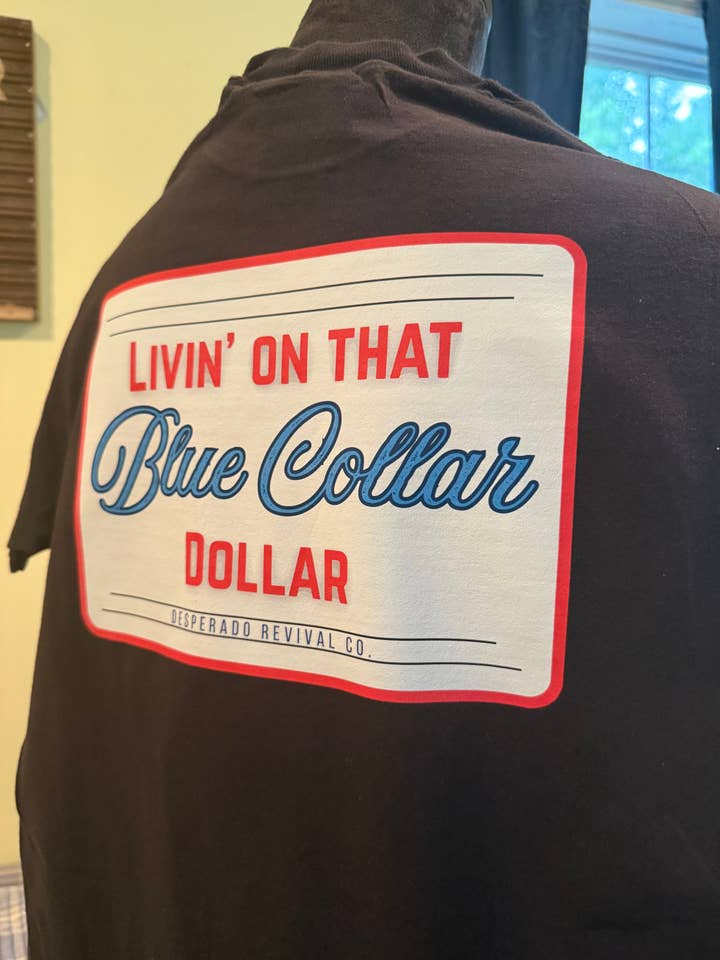 LIVIN' ON THAT
Blue Collar
DOLLAR
DESPERADO REVIVAL CO.